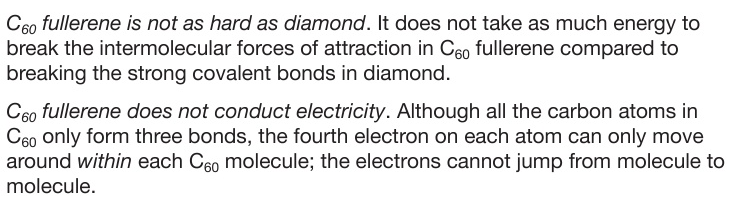 C₆₀ fullerene is not as hard as diamond. It does not take as much energy to
break the intermolecular forces of attraction in C₆₀ fullerene compared to
breaking the strong covalent bonds in diamond.
C₆₀ fullerene does not conduct electricity. Although all the carbon atoms in
C₆₀ only form three bonds, the fourth electron on each atom can only move
around within each C₆₀ molecule; the electrons cannot jump from molecule to
molecule.